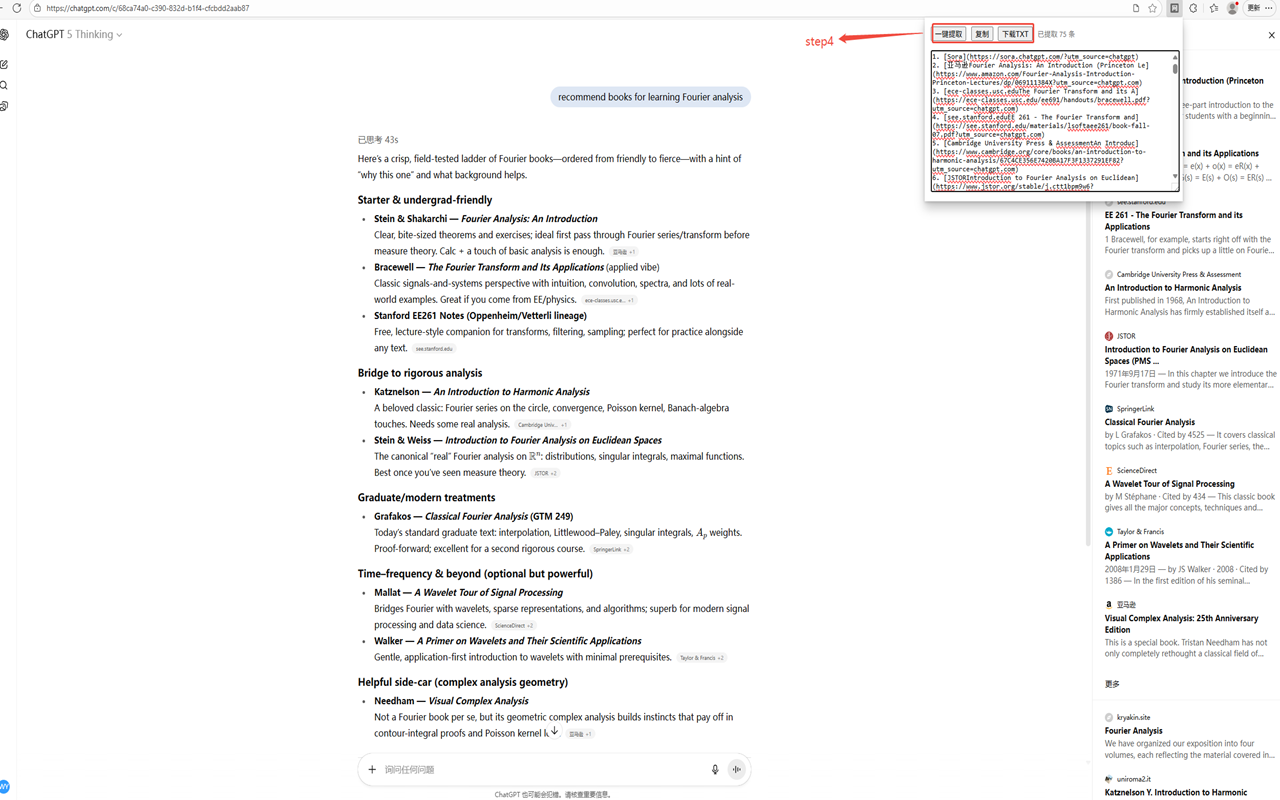 https://chatgpt.com/c/68ca74a0-c390-832d-b1f4-cfcbdd2aab87
更新
ChatGPT 5 Thinking
step4
一键提取 复制 下载TXT 已提取 75 条
1. [Sora](https://sora.chatgpt.com/?utm_source=chatgpt)
2. [亚马逊Fourier Analysis: An Introduction (Princeton Le]
(https://www.amazon.com/Fourier-Analysis-Introduction-
Princeton-Lectures/dp/069111384X?utm_source=chatgpt.com)
3. [ece-classes.usc.eduThe Fourier Transform and its A]
(https://ece-classes.usc.edu/ee691/handouts/bracewell.pdf?
utm_source=chatgpt.com)
4. [see.stanford.eduEE 261 - The Fourier Transform and]
(https://see.stanford.edu/materials/lsoftaee261/book-fall-
07.pdf?utm_source=chatgpt.com)
5. [Cambridge University Press & AssessmentAn Introduc]
(https://www.cambridge.org/core/books/an-introduction-to-
harmonic-analysis/67C4CE356E7420BA17F3F1337291EF82?
utm_source=chatgpt.com)
6. [JSTORIntroduction to Fourier Analysis on Euclidean]
(https://www.jstor.org/stable/j.ctt1bpm9w6?
recommend books for learning Fourier analysis
已思考 43s
Here's a crisp, field-tested ladder of Fourier books—ordered from friendly to fierce—with a hint of
"why this one" and what background helps.
Starter & undergrad-friendly
• Stein & Shakarchi — Fourier Analysis: An Introduction
Clear, bite-sized theorems and exercises; ideal first pass through Fourier series/transform before
measure theory. Calc + a touch of basic analysis is enough. 亚马逊 +1
• Bracewell — The Fourier Transform and Its Applications (applied vibe)
Classic signals-and-systems perspective with intuition, convolution, spectra, and lots of real-
world examples. Great if you come from EE/physics. ece-classes.usc.e... +1
• Stanford EE261 Notes (Oppenheim/Vetterli lineage)
Free, lecture-style companion for transforms, filtering, sampling; perfect for practice alongside
any text. see.stanford.edu
Bridge to rigorous analysis
• Katznelson — An Introduction to Harmonic Analysis
A beloved classic: Fourier series on the circle, convergence, Poisson kernel, Banach-algebra
touches. Needs some real analysis. Cambridge Univ... +1
• Stein & Weiss — Introduction to Fourier Analysis on Euclidean Spaces
The canonical "real" Fourier analysis on ℝⁿ: distributions, singular integrals, maximal functions.
Best once you've seen measure theory. JSTOR +2
Graduate/modern treatments
• Grafakos — Classical Fourier Analysis (GTM 249)
Today's standard graduate text: interpolation, Littlewood–Paley, singular integrals, Aₚ weights.
Proof-forward; excellent for a second rigorous course. SpringerLink +2
Time–frequency & beyond (optional but powerful)
• Mallat — A Wavelet Tour of Signal Processing
Bridges Fourier with wavelets, sparse representations, and algorithms; superb for modern signal
processing and data science. ScienceDirect +2
• Walker — A Primer on Wavelets and Their Scientific Applications
Gentle, application-first introduction to wavelets with minimal prerequisites. Taylor & Francis +2
Helpful side-car (complex analysis geometry)
• Needham — Visual Complex Analysis
Not a Fourier book per se, but its geometric complex analysis builds instincts that pay off in
contour-integral proofs and Poisson kernel 亚马逊 +1
询问任何问题
ChatGPT 也可能会犯错。请核查重要信息。
WY
ntroduction (Princeton
ee-part introduction to the
students with a beginnin...
n and its Applications
= e(x) + o(x) = eR(x) +
(s) = E(s) + O(s) = ER(s)...
see.stanford.edu
EE 261 - The Fourier Transform and its
Applications
1 Bracewell, for example, starts right off with the
Fourier transform and picks up a little on Fourie...
Cambridge University Press & Assessment
An Introduction to Harmonic Analysis
First published in 1968, An Introduction to
Harmonic Analysis has firmly established itself a...
JSTOR
Introduction to Fourier Analysis on Euclidean
Spaces (PMS ...
1971年9月17日 — In this chapter we introduce the
Fourier transform and study its more elementar...
SpringerLink
Classical Fourier Analysis
by L Grafakos · Cited by 4525 — It covers classical
topics such as interpolation, Fourier series, the...
ScienceDirect
A Wavelet Tour of Signal Processing
by M Stéphane · Cited by 434 — This classic book
gives all the major concepts, techniques and...
Taylor & Francis
A Primer on Wavelets and Their Scientific
Applications
2008年1月29日 — by JS Walker · 2008 · Cited by
1386 — In the first edition of his seminal...
亚马逊
Visual Complex Analysis: 25th Anniversary
Edition
This is a special book. Tristan Needham has not
only completely rethought a classical field of...
更多
kryakin.site
Fourier Analysis
We have organized our exposition into four
volumes, each reflecting the material covered in...
uniroma2.it
Katznelson Y. Introduction to Harmonic